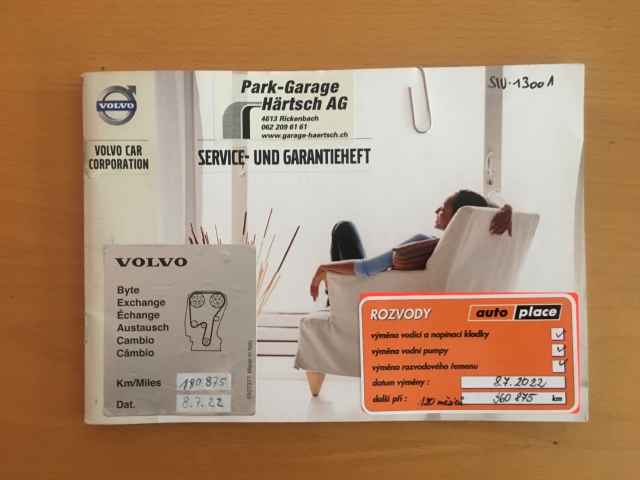 VOLVO
VOLVO CAR
CORPORATION
Park-Garage
Härtsch AG
4613 Rickenbach
062 209 61 61
www.garage-haertsch.ch
SERVICE- UND GARANTIEHEFT
SIU-1300A
VOLVO
Byte
Exchange
Échange
Austausch
Cambio
Câmbio
Km/Miles 180 875
Dat. 8.7.22
Made in Italy
ROZVODY auto place
výměna vodicí a napínací kladky
výměna vodní pumpy
výměna rozvodového řemenu
datum výměny: 8.7.2022
další při: 120 měsíců 360 875 km